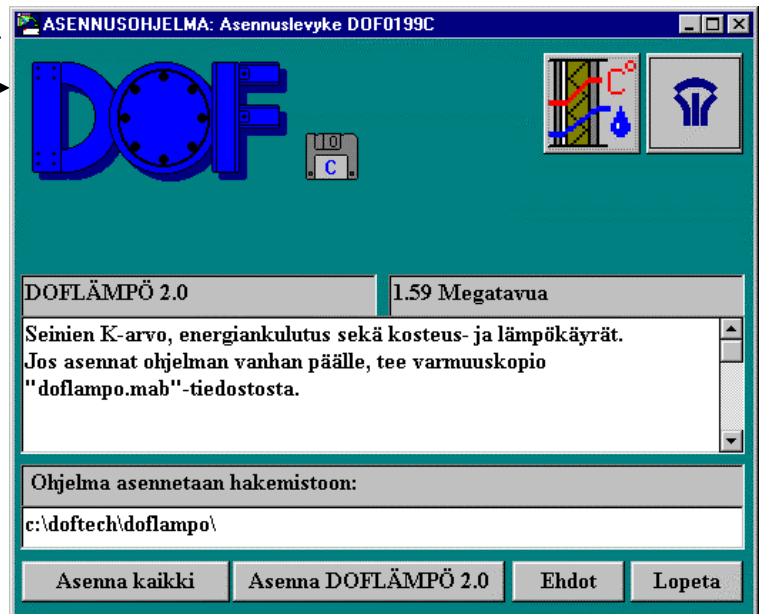 ASENNUSOHJELMA: Asennuslevyke DOF0199C
DOF
C°
C
DOFLÄMPÖ 2.0
1.59 Megatavua
Seinien K-arvo, energiankulutus sekä kosteus- ja lämpökäyrät.
Jos asennat ohjelman vanhan päälle, tee varmuuskopio
"doflampo.mab"-tiedostosta.
Ohjelma asennetaan hakemistoon:
c:\doftech\doflampo\
Asenna kaikki
Asenna DOFLÄMPÖ 2.0
Ehdot
Lopeta